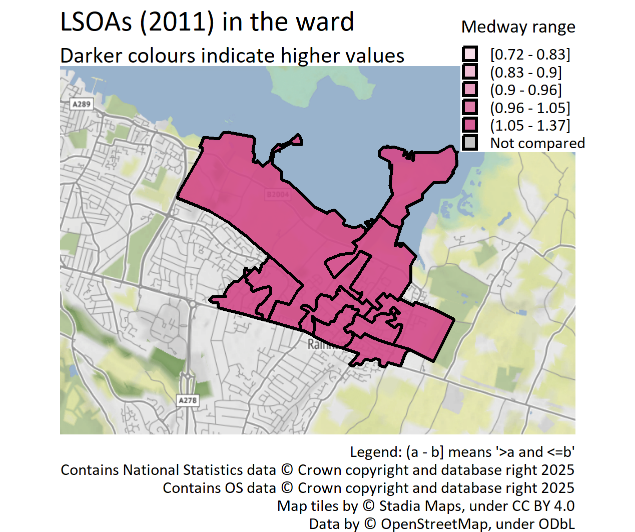 LSOAs (2011) in the ward
Darker colours indicate higher values
Medway range
[0.72 - 0.83]
(0.83 - 0.9]
(0.9 - 0.96]
(0.96 - 1.05]
(1.05 - 1.37]
Not compared
A289
A278
Legend: (a - b] means '>a and <=b'
Contains National Statistics data © Crown copyright and database right 2025
Contains OS data © Crown copyright and database right 2025
Map tiles by © Stadia Maps, under CC BY 4.0
Data by © OpenStreetMap, under ODbL